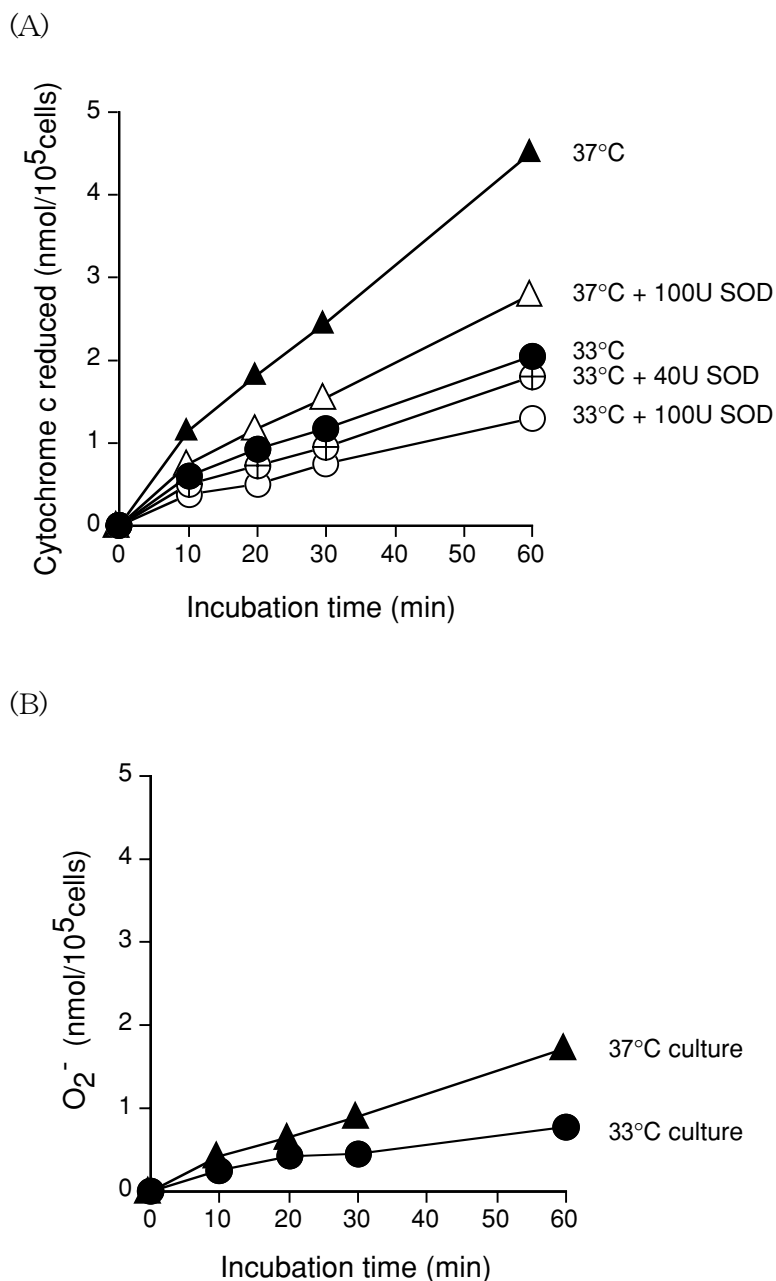 (A)
Cytochrome c reduced (nmol/10⁵cells)
5
4
3
2
1
0
0 10 20 30 40 50 60
Incubation time (min)
37°C
37°C + 100U SOD
33°C
33°C + 40U SOD
33°C + 100U SOD
(B)
O₂⁻ (nmol/10⁵cells)
5
4
3
2
1
0
0 10 20 30 40 50 60
Incubation time (min)
37°C culture
33°C culture